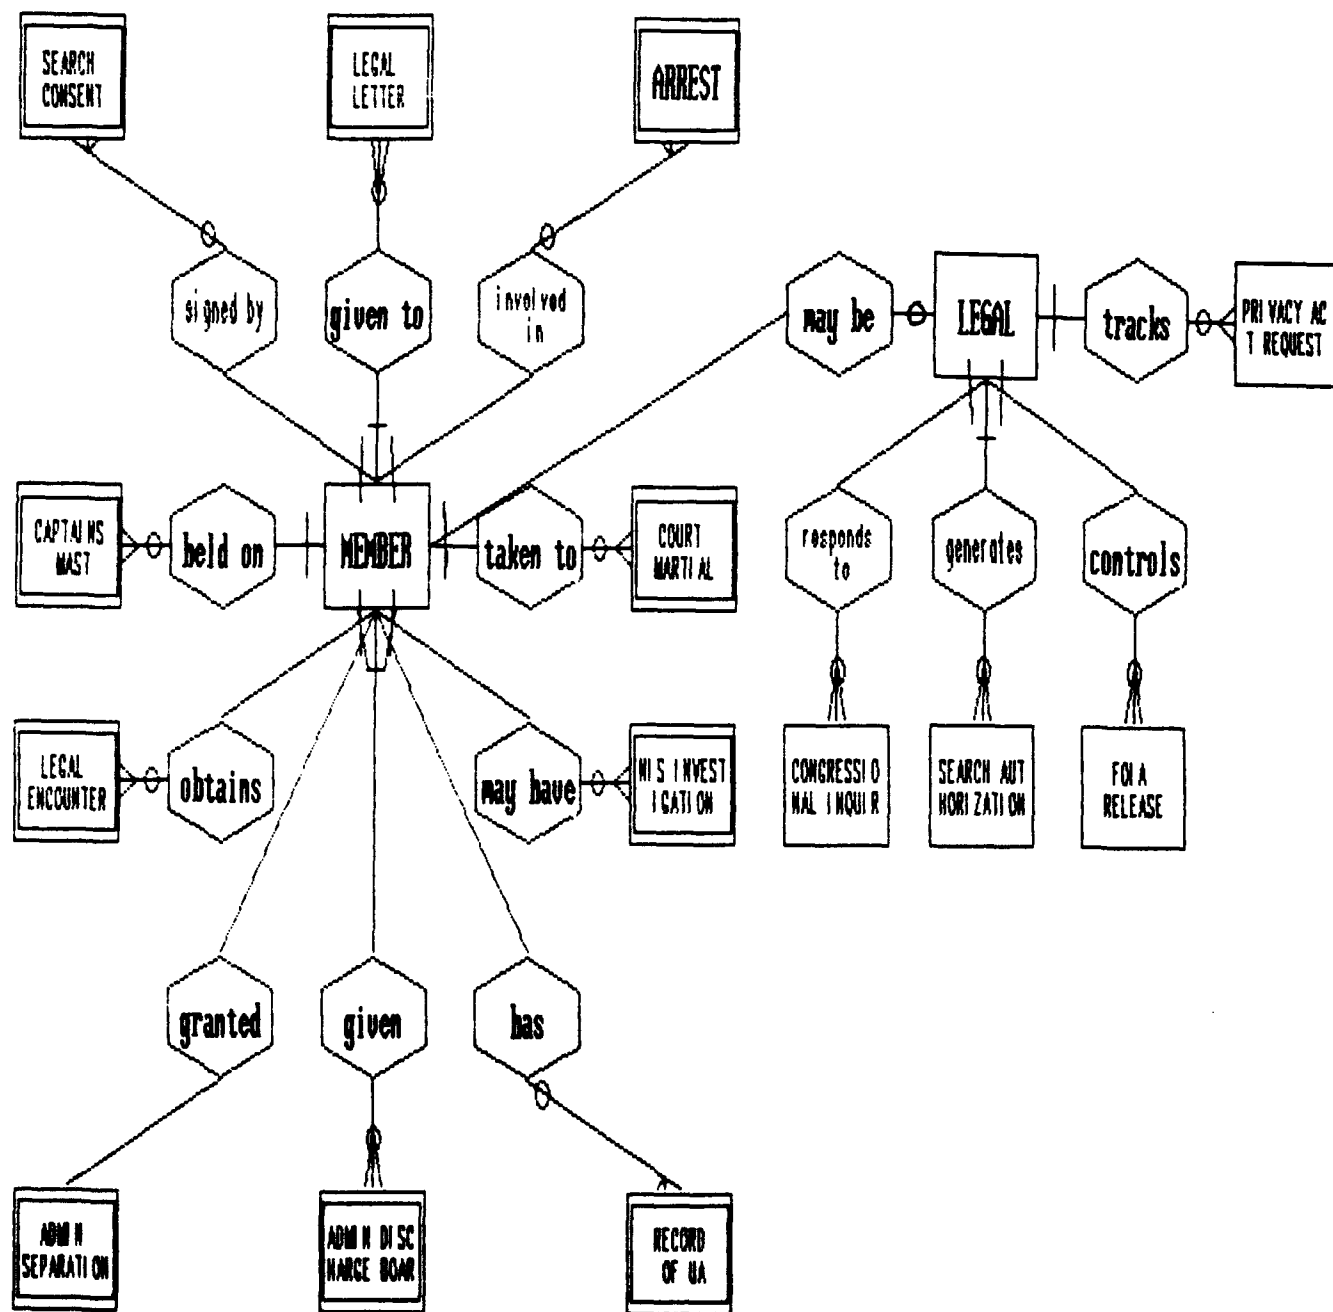 SEARCH
CONSENT
LEGAL
LETTER
ARREST
signed by
given to
involved
in
may be
LEGAL
tracks
PRIVACY AC
T REQUEST
CAPTAINS
MAST
held on
MEMBER
taken to
COURT
MARTIAL
responds
to
generates
controls
LEGAL
ENCOUNTER
obtains
may have
NIS INVEST
IGATION
CONGRESSIO
NAL INQUIR
SEARCH AUT
HORIZATION
FOIA
RELEASE
granted
given
has
ADMIN
SEPARATION
ADMIN DISC
HARGE BOAR
RECORD
OF UA